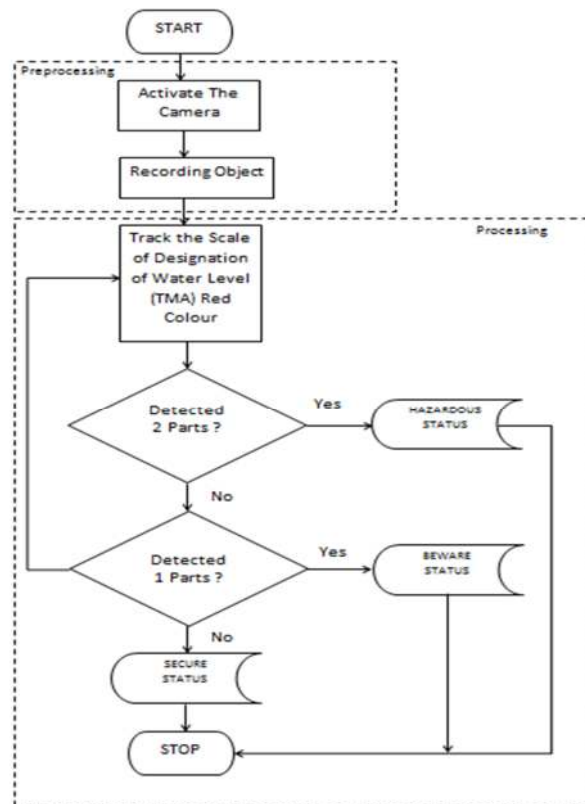 START
Preprocessing
Activate The
Camera
Recording Object
Processing
Track the Scale
of Designation
of Water Level
(TMA) Red
Colour
Detected
2 Parts ?
Yes
HAZARDOUS
STATUS
No
Detected
1 Parts ?
Yes
BEWARE
STATUS
No
SECURE
STATUS
STOP